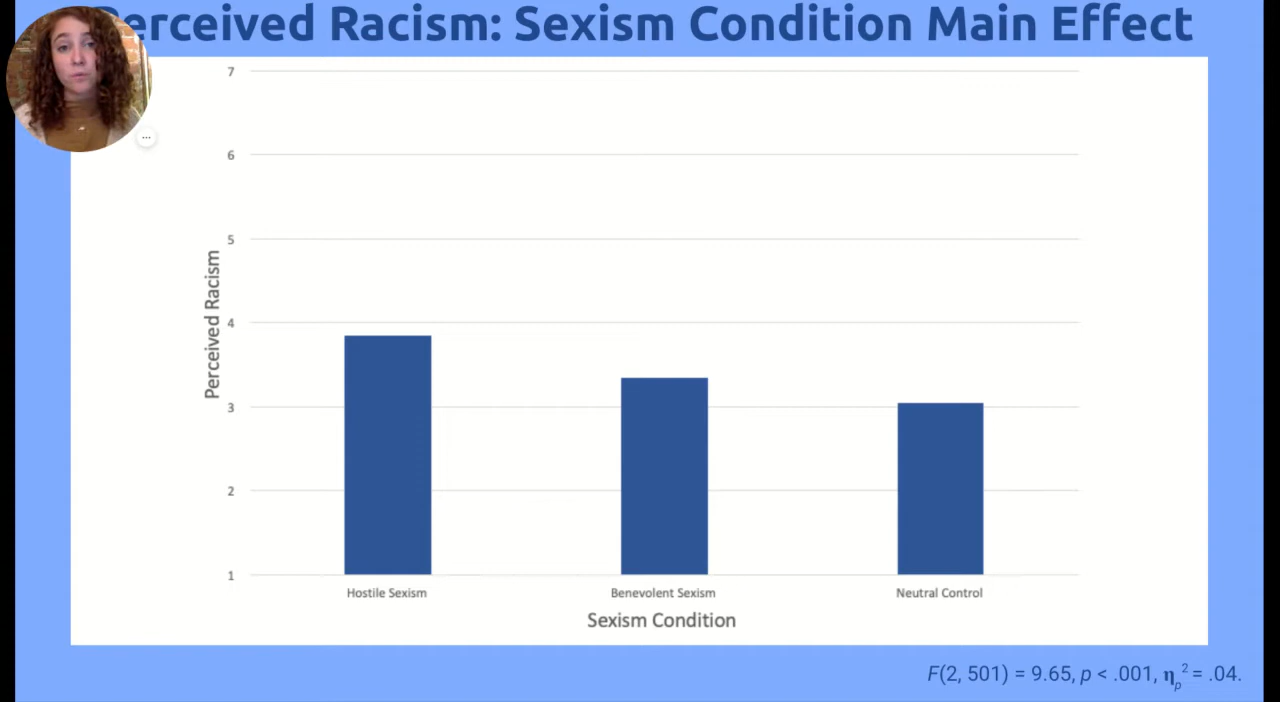 Perceived Racism: Sexism Condition Main Effect
7
6
5
4
3
2
1
Perceived Racism
Hostile Sexism Benevolent Sexism Neutral Control
Sexism Condition
F(2, 501) = 9.65, p < .001, ηp² = .04.